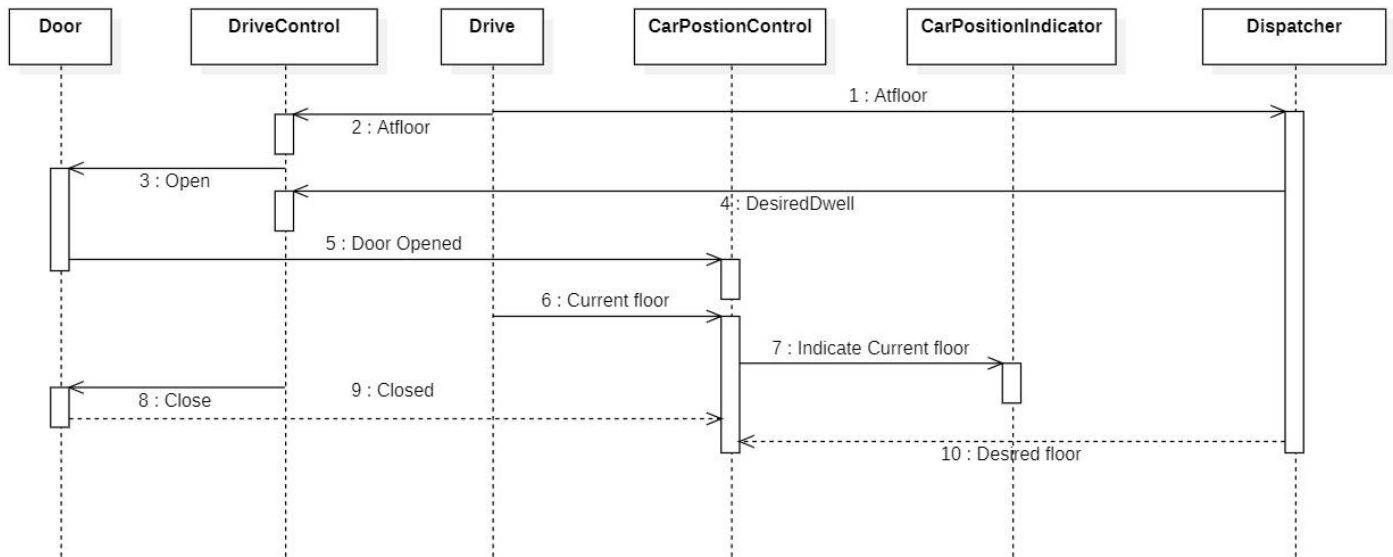 Door
DriveControl
Drive
CarPostionControl
CarPositionIndicator
Dispatcher
1 : Atfloor
2 : Atfloor
3 : Open
4 : DesiredDwell
5 : Door Opened
6 : Current floor
7 : Indicate Current floor
8 : Close
9 : Closed
10 : Desired floor